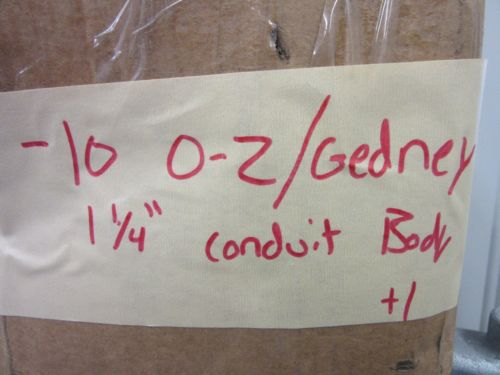 -10 O-Z/Gedney
1 1/4" conduit Body
+1